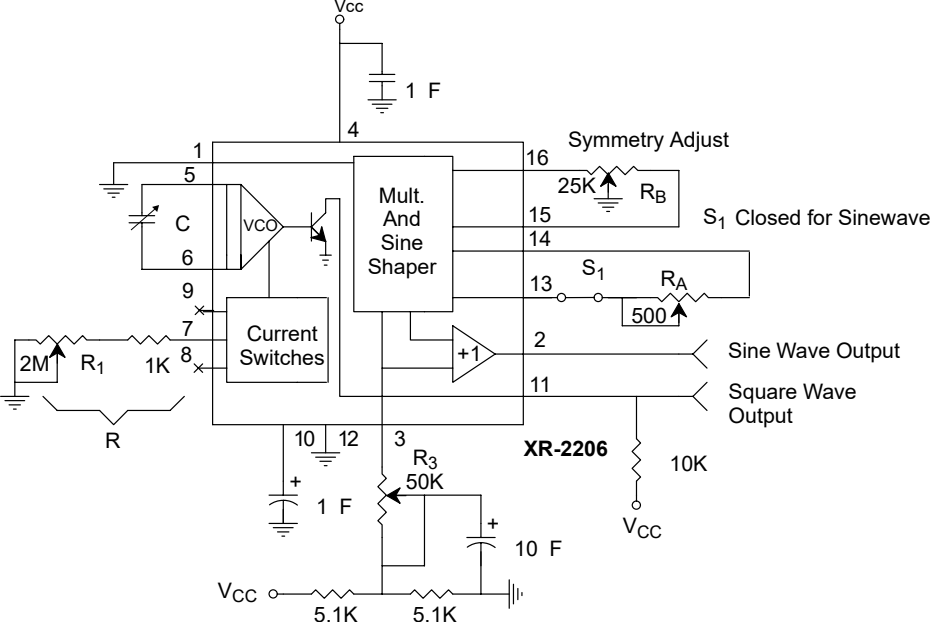 Vcc
1 F
4
1
16
Symmetry Adjust
5
25K
RB
Mult.
And
Sine
Shaper
C
VCO
15
S1 Closed for Sinewave
14
6
S1
13
RA
9
500
7
Current
Switches
2M
R1
1K
8
+1
2
Sine Wave Output
11
Square Wave
Output
R
10
12
3
XR-2206
R3
50K
10K
+
1 F
+
10 F
VCC
VCC
5.1K
5.1K